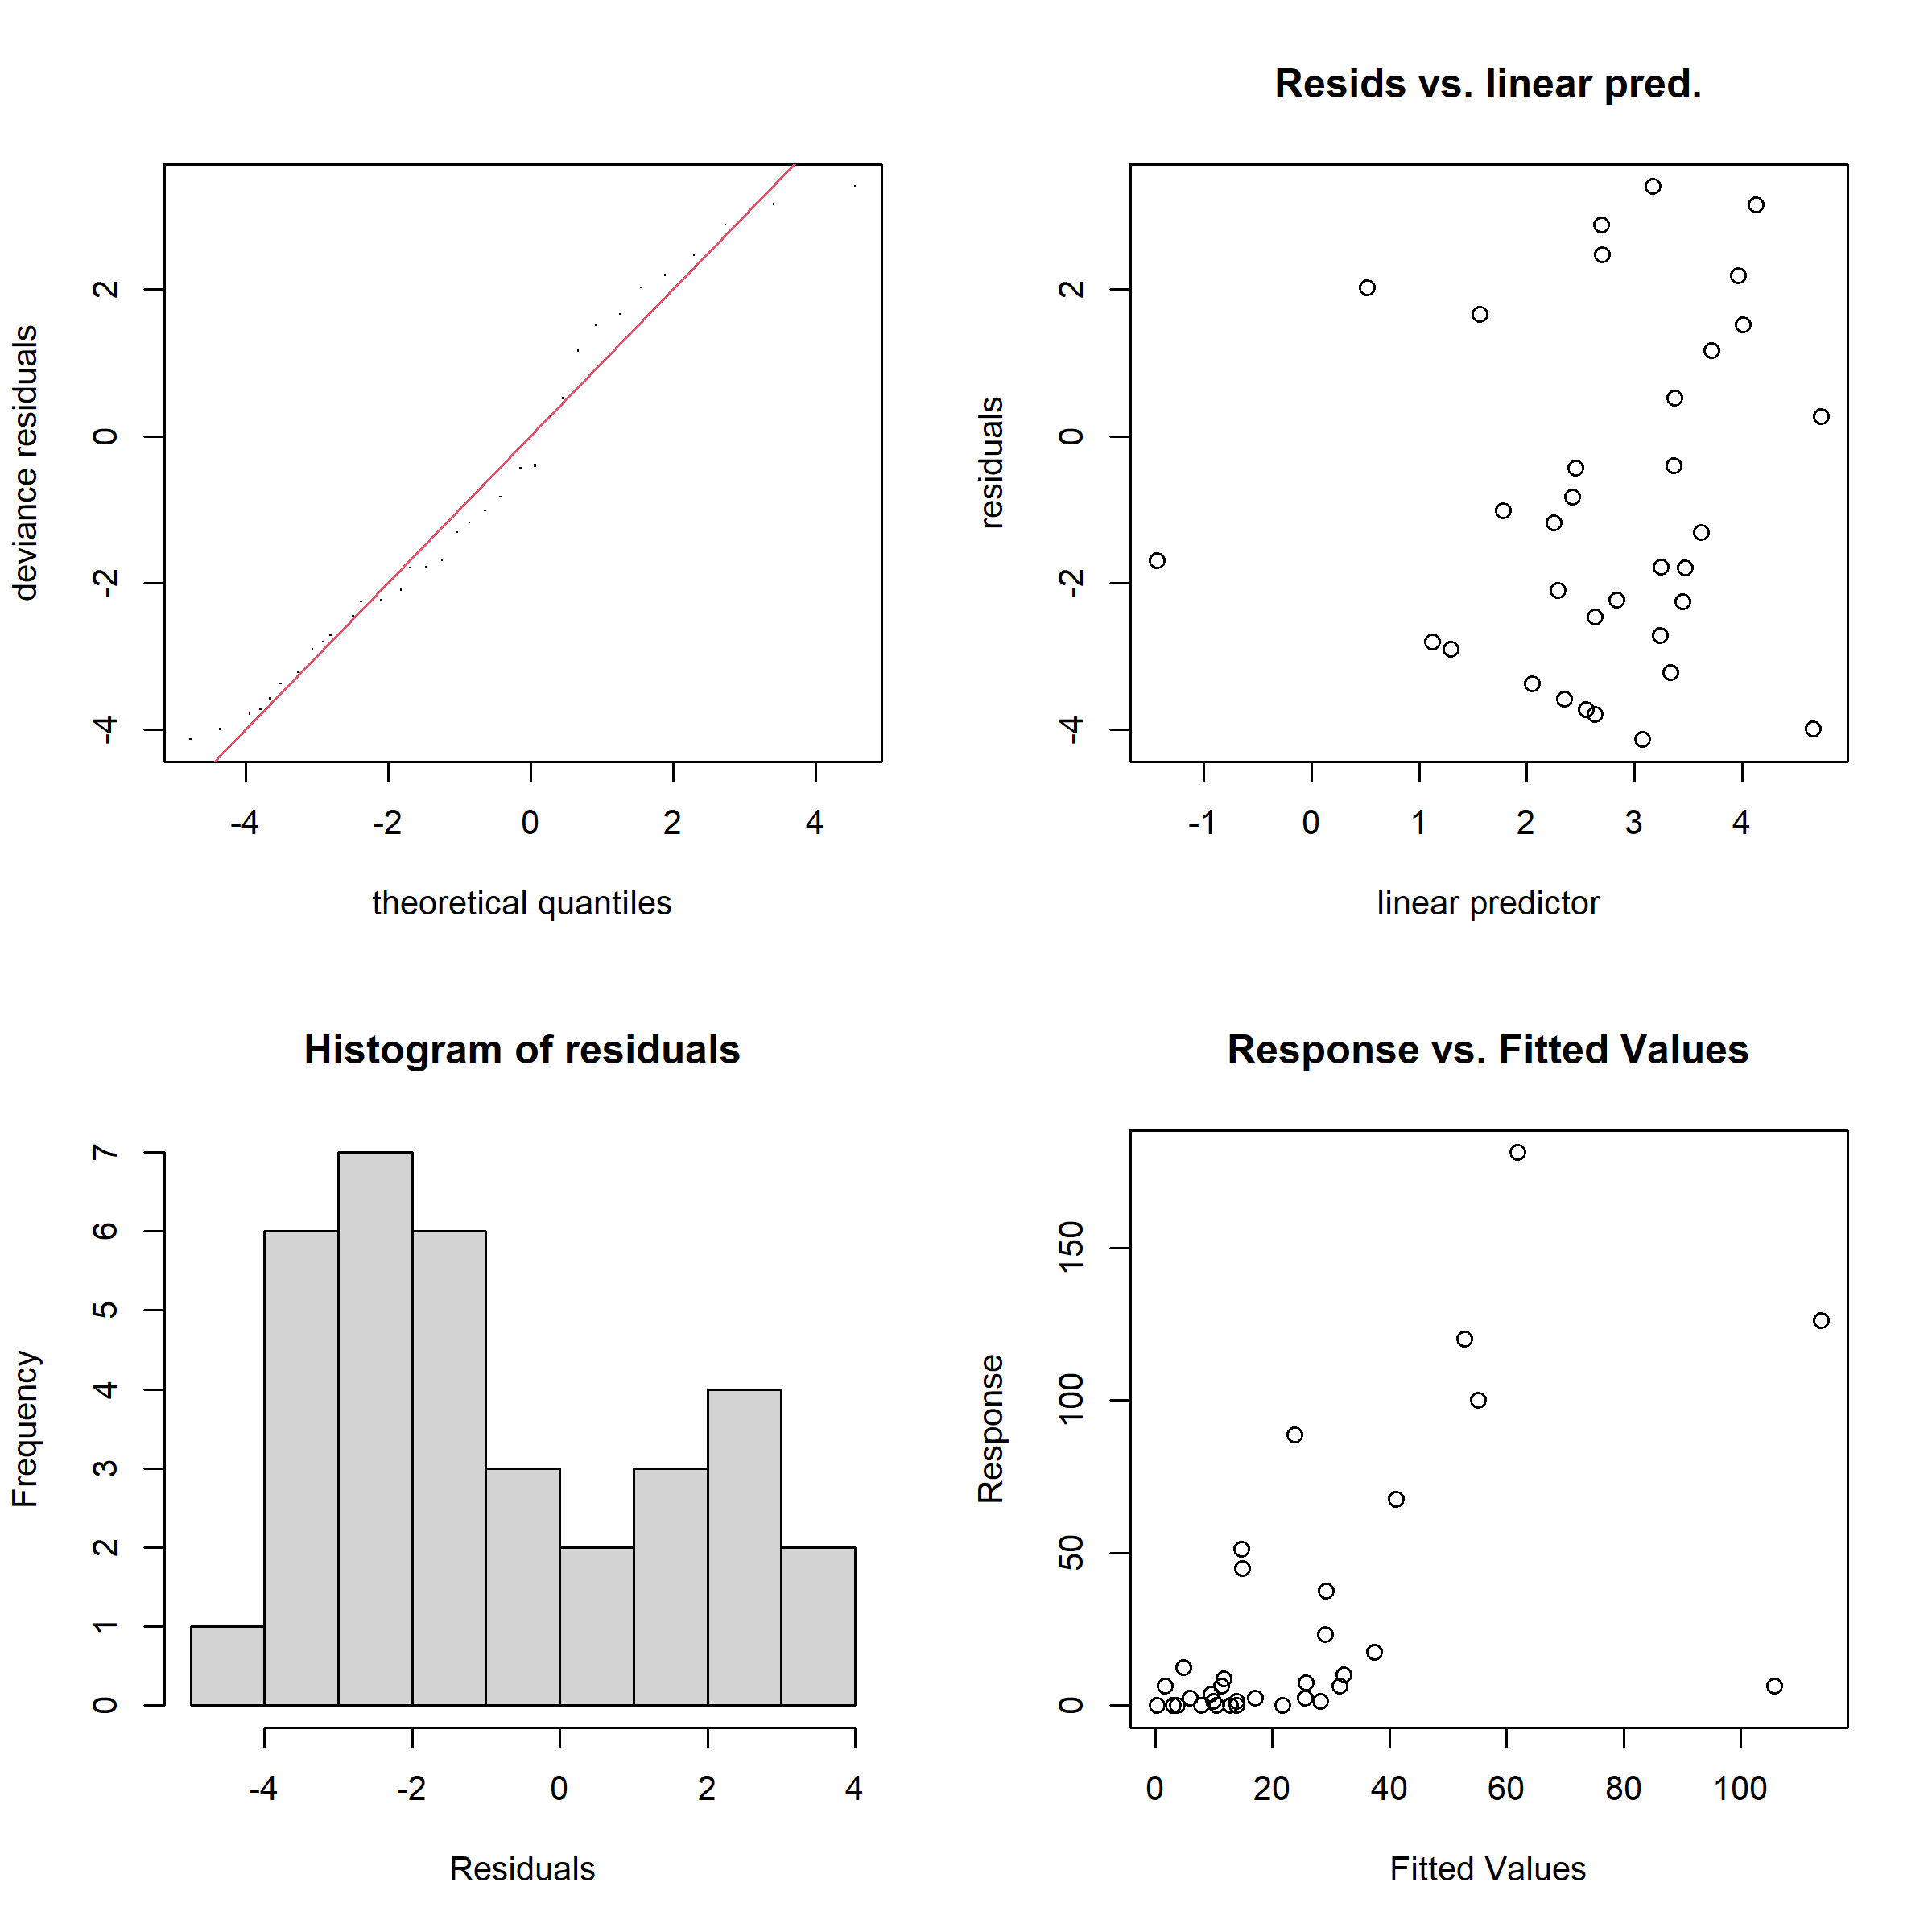 deviance residuals
2
0
-2
-4
-4 -2 0 2 4
theoretical quantiles
Resids vs. linear pred.
residuals
2
0
-2
-4
-1 0 1 2 3 4
linear predictor
Histogram of residuals
Frequency
7
6
5
4
3
2
1
0
-4 -2 0 2 4
Residuals
Response vs. Fitted Values
Response
150
100
50
0
0 20 40 60 80 100
Fitted Values